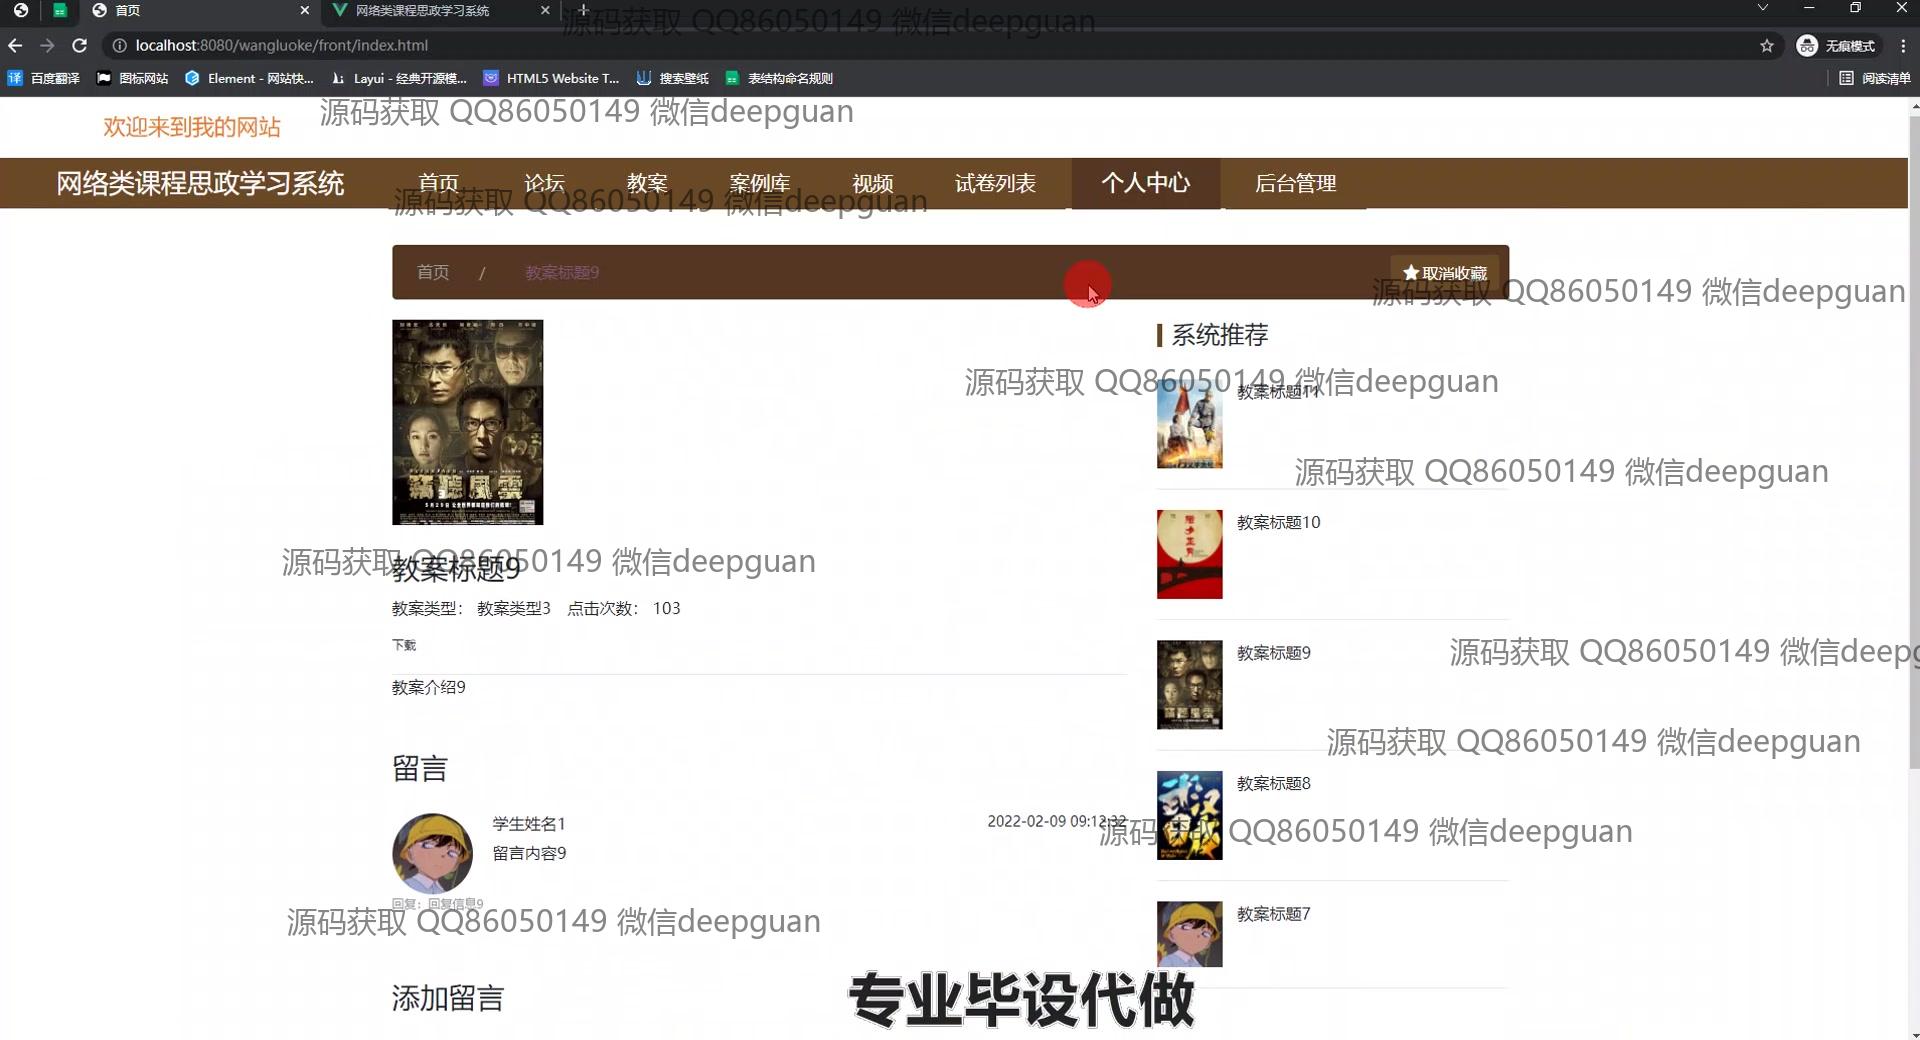 首页
网络类课程思政学习系统
源码获取 QQ86050149 微信deepguan
localhost:8080/wangluoke/front/index.html
无痕模式
百度翻译
图标网站
Element - 网站快...
Layui - 经典开源模...
HTML5 Website T...
搜索壁纸
表结构命名规则
阅读清单
欢迎来到我的网站
源码获取 QQ86050149 微信deepguan
网络类课程思政学习系统
首页
论坛
教案
案例库
视频
试卷列表
个人中心
后台管理
源码获取 QQ86050149 微信deepguan
首页 / 教案标题9
取消收藏
源码获取 QQ86050149 微信deepguan
系统推荐
源码获取 QQ86050149 微信deepguan
教案标题11
源码获取 QQ86050149 微信deepguan
教案标题10
源码获取 QQ86050149 微信deepguan
教案标题9
教案类型： 教案类型3 点击次数： 103
下载
教案标题9
源码获取 QQ86050149 微信deep
教案介绍9
源码获取 QQ86050149 微信deepguan
留言
教案标题8
学生姓名1
2022-02-09 09:12:32
留言内容9
源码获取 QQ86050149 微信deepguan
回复：回复信息9
源码获取 QQ86050149 微信deepguan
教案标题7
添加留言
专业毕设代做